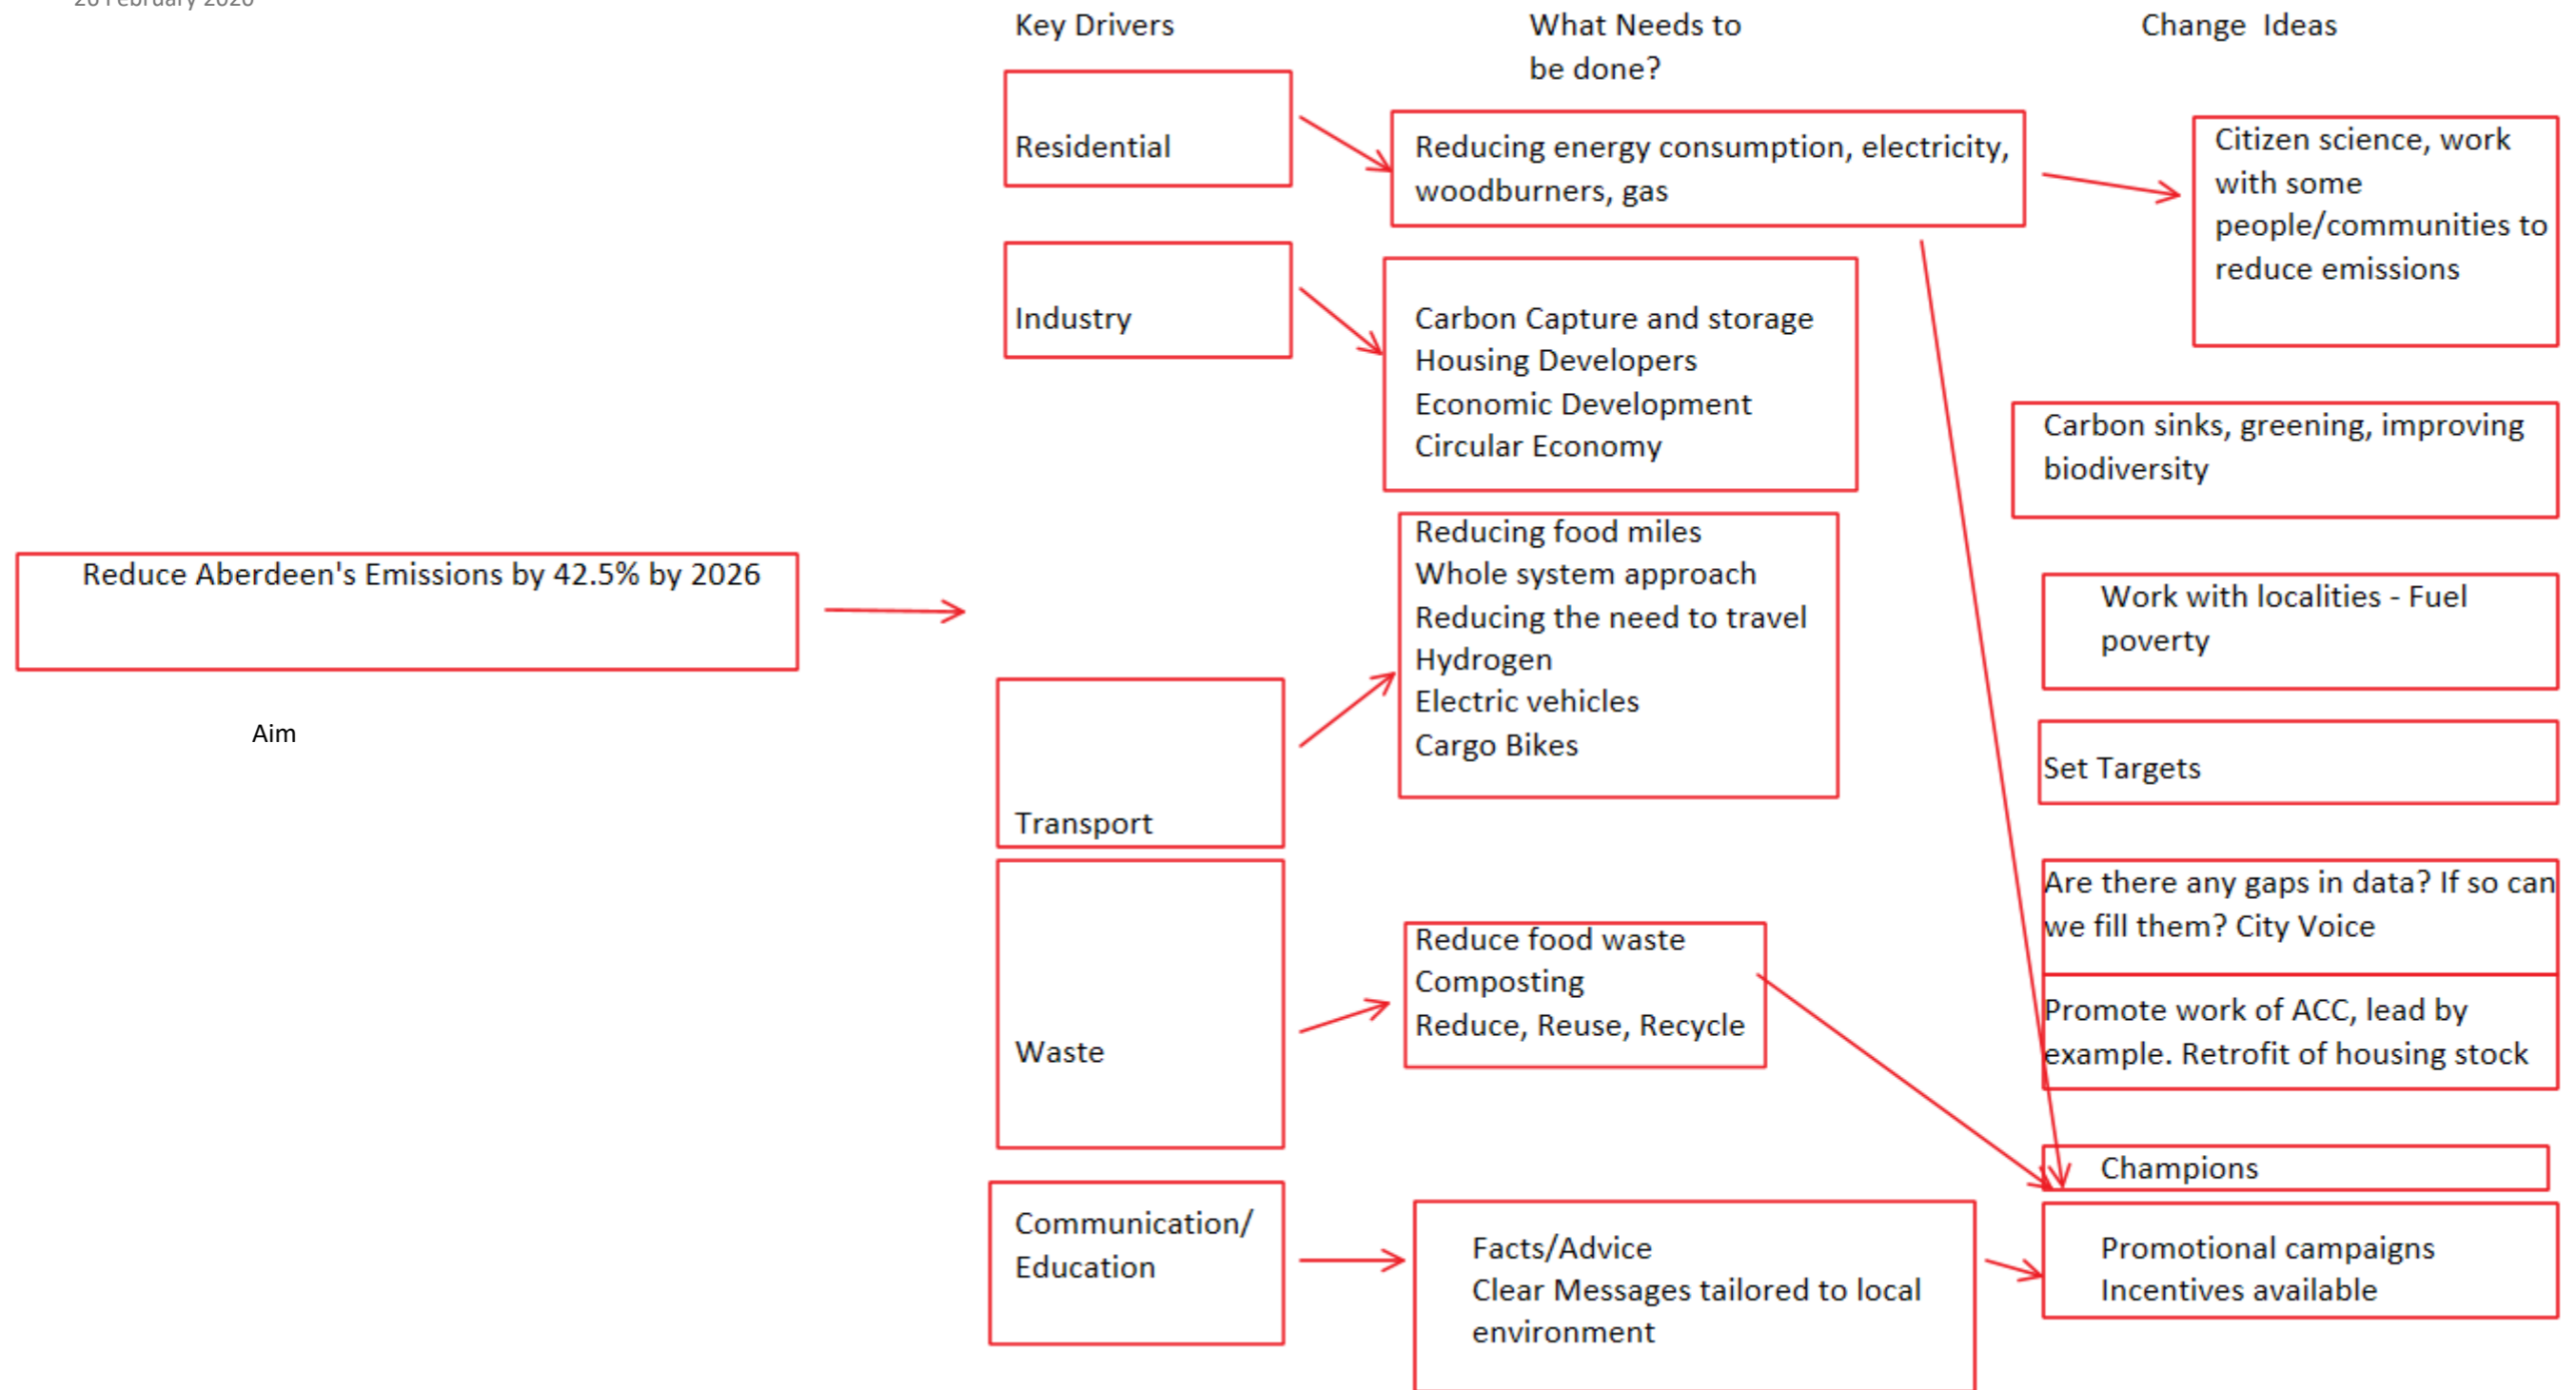 Key Drivers
What Needs to
be done?
Change Ideas
Residential
Reducing energy consumption, electricity,
woodburners, gas
Citizen science, work
with some
people/communities to
reduce emissions
Industry
Carbon Capture and storage
Housing Developers
Economic Development
Circular Economy
Carbon sinks, greening, improving
biodiversity
Reduce Aberdeen's Emissions by 42.5% by 2026
Aim
Transport
Reducing food miles
Whole system approach
Reducing the need to travel
Hydrogen
Electric vehicles
Cargo Bikes
Work with localities - Fuel
poverty
Set Targets
Are there any gaps in data? If so can
we fill them? City Voice
Promote work of ACC, lead by
example. Retrofit of housing stock
Waste
Reduce food waste
Composting
Reduce, Reuse, Recycle
Champions
Communication/
Education
Facts/Advice
Clear Messages tailored to local
environment
Promotional campaigns
Incentives available